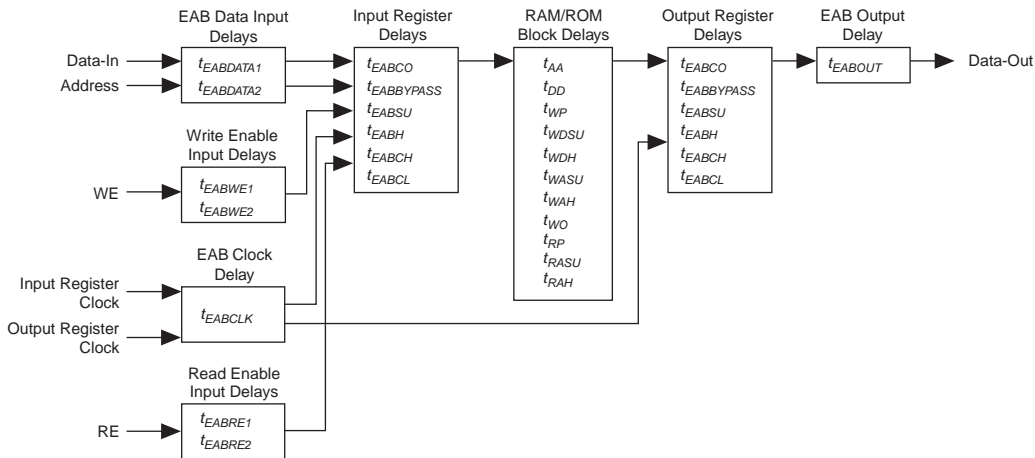 EAB Data Input
Delays
Data-In
Address
tEABDATA1
tEABDATA2
Write Enable
Input Delays
WE
tEABWE1
tEABWE2
EAB Clock
Delay
Input Register
Clock
Output Register
Clock
tEABCLK
Read Enable
Input Delays
RE
tEABRE1
tEABRE2
Input Register
Delays
tEABCO
tEABBYPASS
tEABSU
tEABH
tEABCH
tEABCL
RAM/ROM
Block Delays
tAA
tDD
tWP
tWDSU
tWDH
tWASU
tWAH
tWO
tRP
tRASU
tRAH
Output Register
Delays
tEABCO
tEABBYPASS
tEABSU
tEABH
tEABCH
tEABCL
EAB Output
Delay
tEABOUT
Data-Out